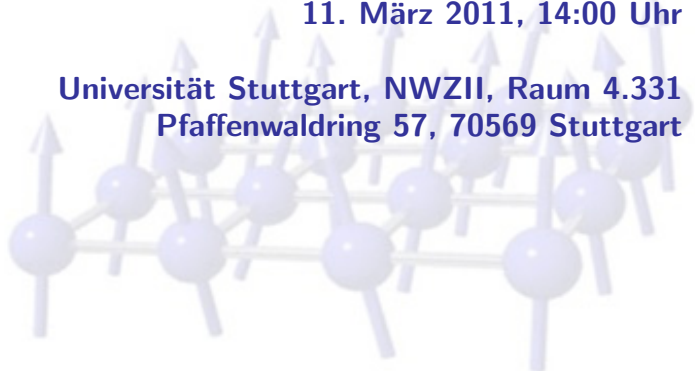 11. März 2011, 14:00 Uhr
Universität Stuttgart, NWZII, Raum 4.331
Pfaffenwaldring 57, 70569 Stuttgart